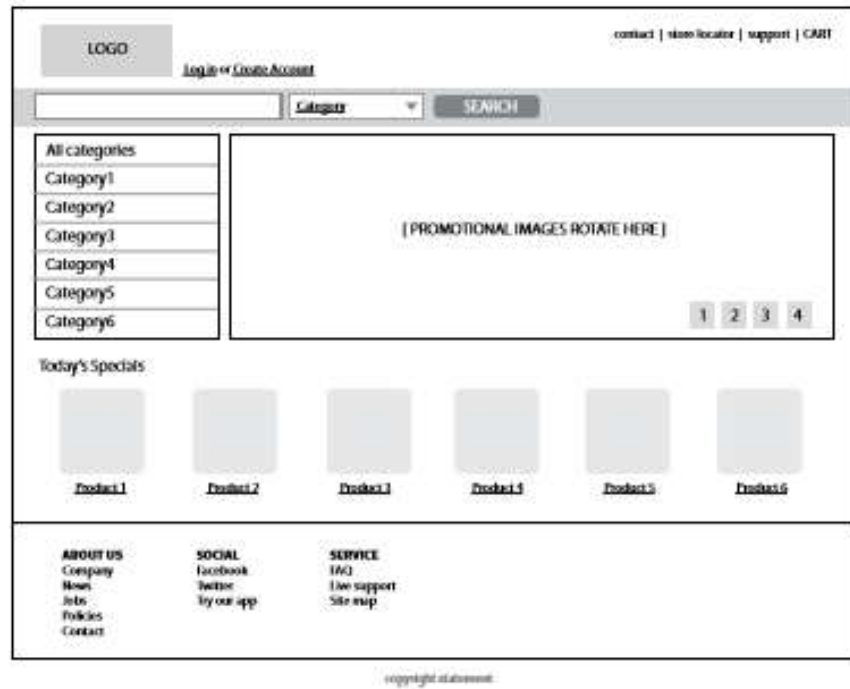 LOGO
contact | store locator | support | CART
Log in or Create Account
Category
SEARCH
All categories
Category1
Category2
Category3
Category4
Category5
Category6
[ PROMOTIONAL IMAGES ROTATE HERE ]
1 2 3 4
Today's Specials
Product 1 Product 2 Product 3 Product 4 Product 5 Product 6
ABOUT US
Company
News
Jobs
Policies
Contact
SOCIAL
Facebook
Twitter
Try our app
SERVICE
FAQ
Live support
Site map
copyright statement